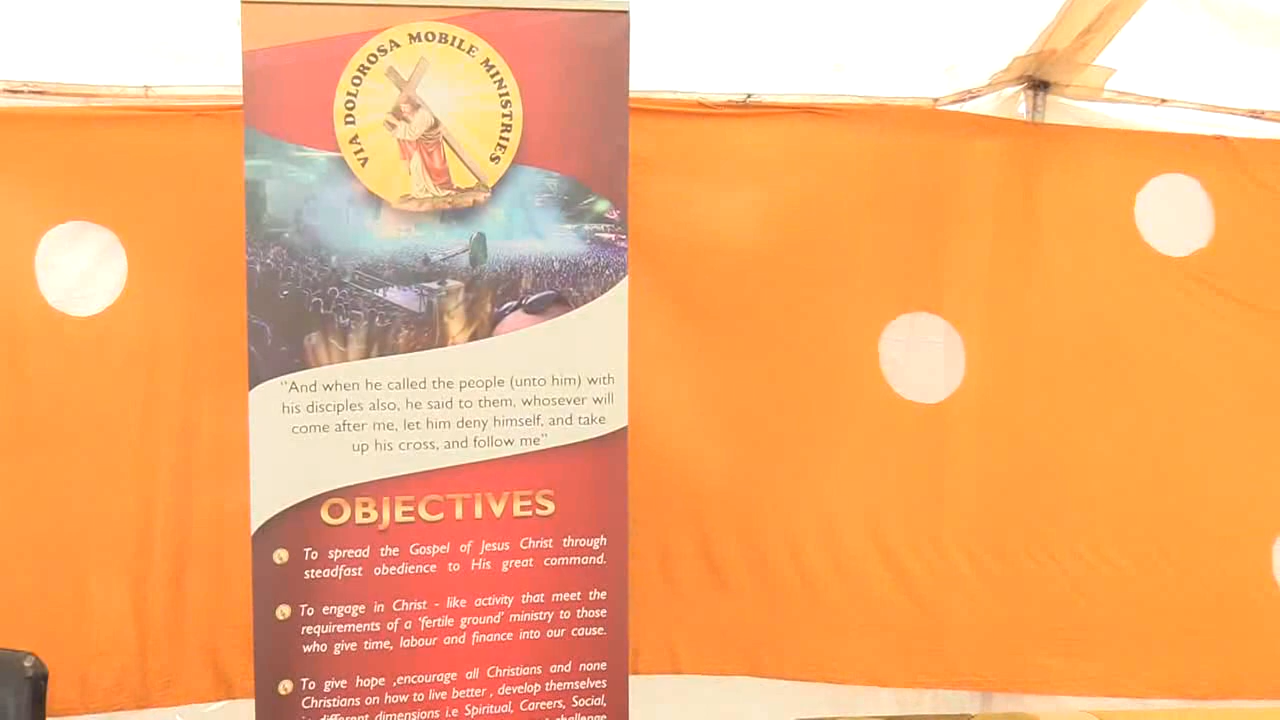 VIA DOLOROSA MOBILE MINISTRIES
"And when he called the people (unto him) with
his disciples also, he said to them, whosever will
come after me, let him deny himself, and take
up his cross, and follow me"
OBJECTIVES
To spread the Gospel of Jesus Christ through
steadfast obedience to His great command.
To engage in Christ - like activity that meet the
requirements of a 'fertile ground' ministry to those
who give time, labour and finance into our cause.
To give hope ,encourage all Christians and none
Christians on how to live better , develop themselves
in different dimensions i.e Spiritual, Careers, Social,
challenge